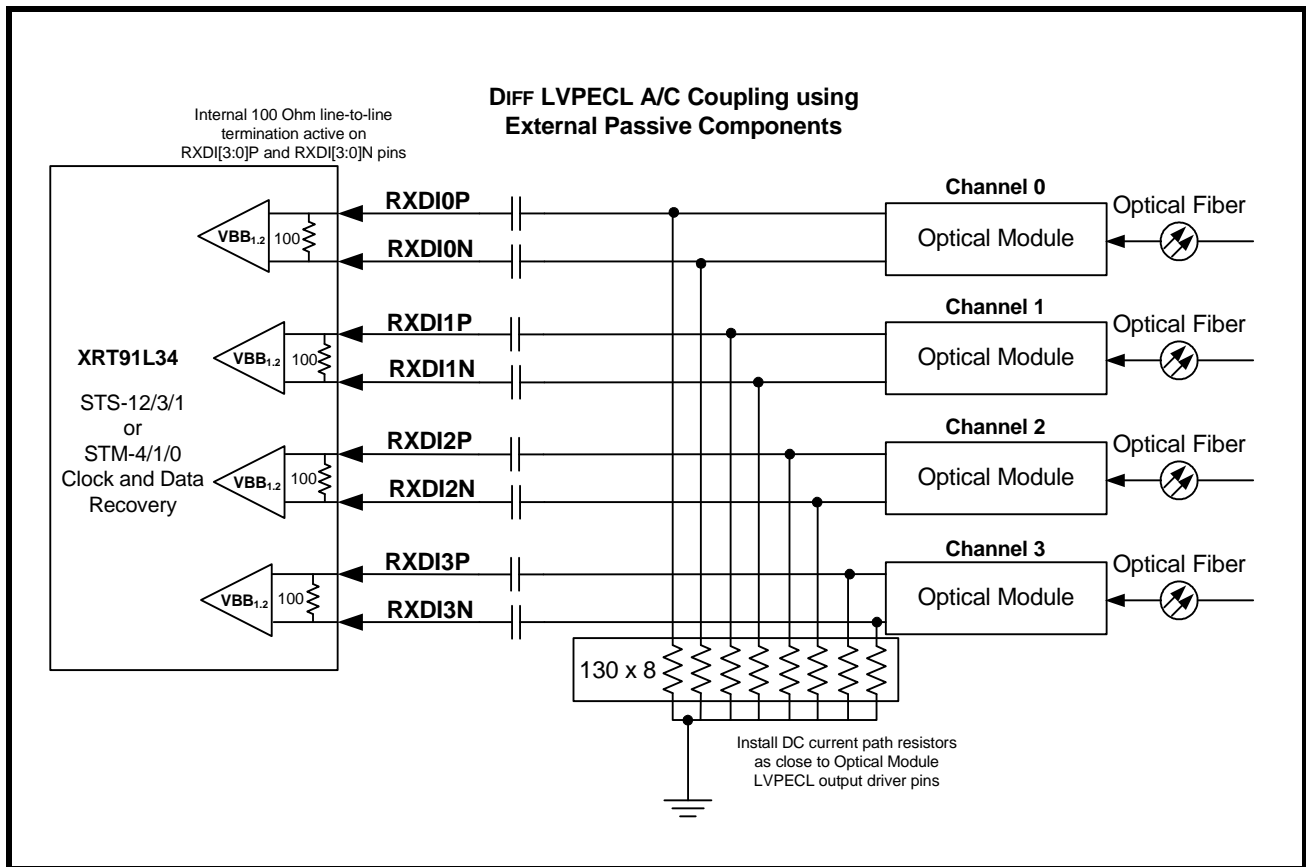 DIFF LVPECL A/C Coupling using
External Passive Components
Internal 100 Ohm line-to-line
termination active on
RXDI[3:0]P and RXDI[3:0]N pins
XRT91L34
STS-12/3/1
or
STM-4/1/0
Clock and Data
Recovery
VBB1.2
100
RXDI0P
RXDI0N
Channel 0
Optical Module
Optical Fiber
VBB1.2
100
RXDI1P
RXDI1N
Channel 1
Optical Module
Optical Fiber
VBB1.2
100
RXDI2P
RXDI2N
Channel 2
Optical Module
Optical Fiber
VBB1.2
100
RXDI3P
RXDI3N
Channel 3
Optical Module
Optical Fiber
130 x 8
Install DC current path resistors
as close to Optical Module
LVPECL output driver pins